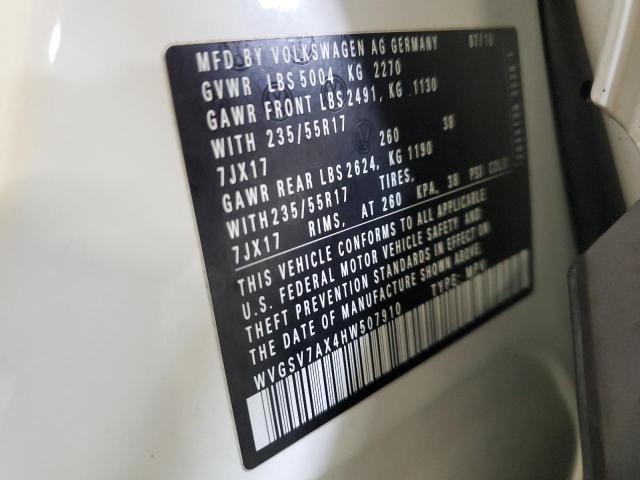 MFD BY VOLKSWAGEN AG GERMANY 07/16
GVWR LBS 5004, KG 2270
GAWR FRONT LBS 2491, KG .1130
WITH 235/55R17
7JX17 260 38
GAWR REAR LBS 2624, KG 1190
WITH 235/55R17 TIRES,
7JX17 RIMS, AT 260 KPA, 38 PSI COLD
THIS VEHICLE CONFORMS TO ALL APPLICABLE
U.S. FEDERAL MOTOR VEHICLE SAFETY AND
THEFT PREVENTION STANDARDS IN EFFECT ON
THE DATE OF MANUFACTURE SHOWN ABOVE.
WVGSV7AX4HW507910 TYPE: MPV